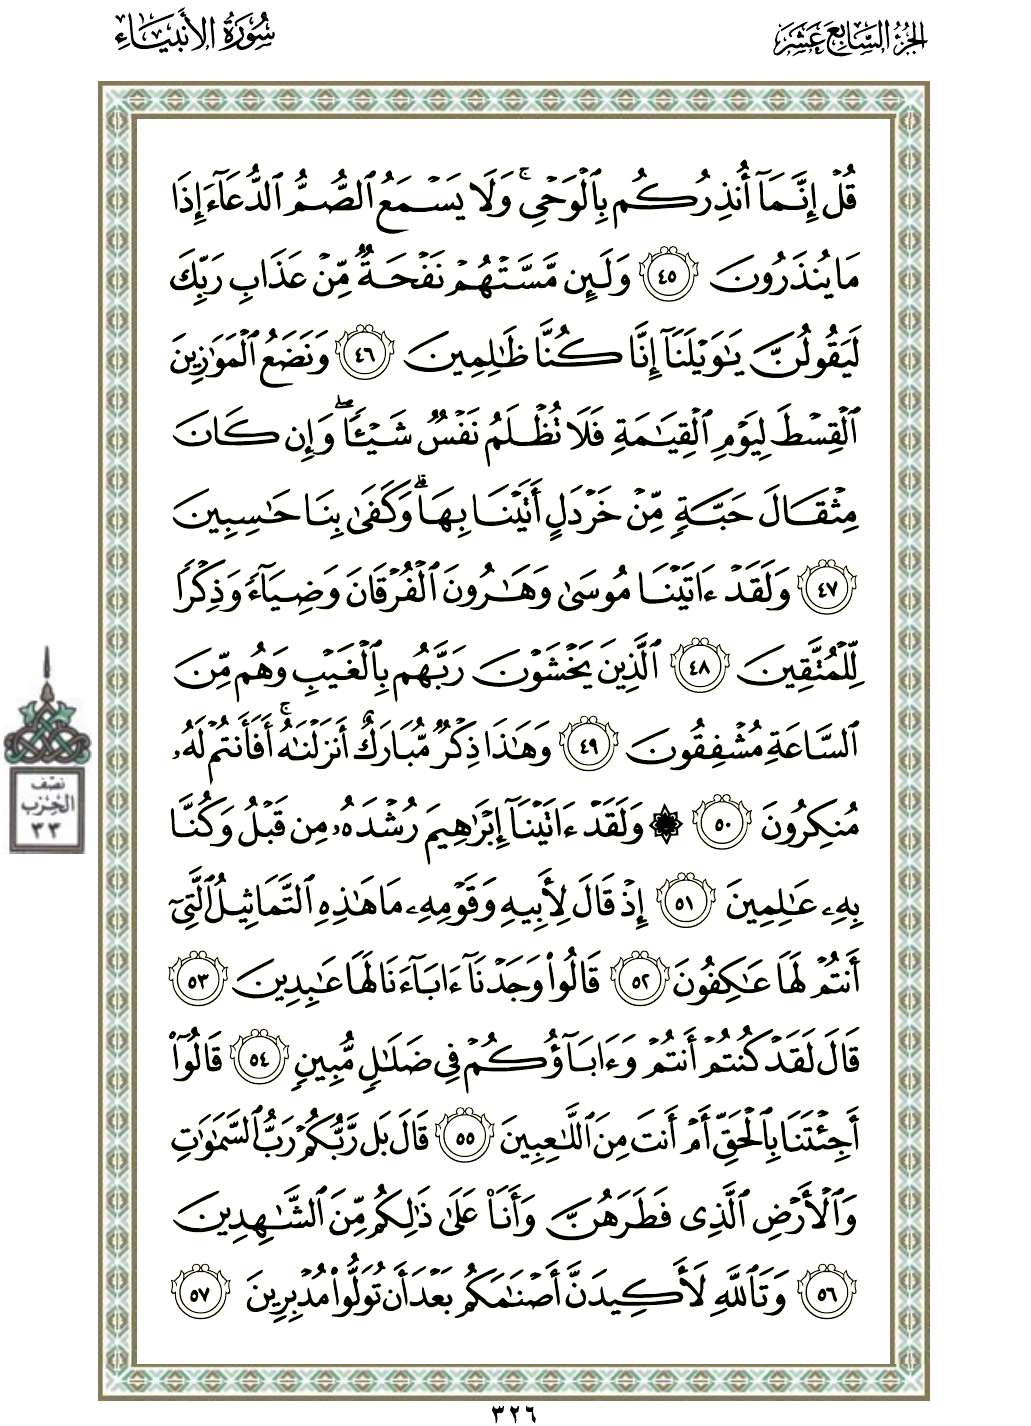 الجزء السابع عشر
سورة الأنبياء
قُلْ إِنَّمَآ أُنذِرُكُم بِٱلْوَحْىِ ۚ وَلَا يَسْمَعُ ٱلصُّمُّ ٱلدُّعَآءَ إِذَا
مَا يُنذَرُونَ ٤٥ وَلَئِن مَّسَّتْهُمْ نَفْحَةٌ مِّنْ عَذَابِ رَبِّكَ
لَيَقُولُنَّ يَٰوَيْلَنَآ إِنَّا كُنَّا ظَٰلِمِينَ ٤٦ وَنَضَعُ ٱلْمَوَٰزِينَ
ٱلْقِسْطَ لِيَوْمِ ٱلْقِيَٰمَةِ فَلَا تُظْلَمُ نَفْسٌ شَيْـًٔا ۖ وَإِن كَانَ
مِثْقَالَ حَبَّةٍ مِّنْ خَرْدَلٍ أَتَيْنَا بِهَا ۗ وَكَفَىٰ بِنَا حَٰسِبِينَ
٤٧ وَلَقَدْ ءَاتَيْنَا مُوسَىٰ وَهَٰرُونَ ٱلْفُرْقَانَ وَضِيَآءً وَذِكْرًا
لِّلْمُتَّقِينَ ٤٨ ٱلَّذِينَ يَخْشَوْنَ رَبَّهُم بِٱلْغَيْبِ وَهُم مِّنَ
ٱلسَّاعَةِ مُشْفِقُونَ ٤٩ وَهَٰذَا ذِكْرٌ مُّبَارَكٌ أَنزَلْنَٰهُ ۚ أَفَأَنتُمْ لَهُۥ
مُنكِرُونَ ٥٠ ۞ وَلَقَدْ ءَاتَيْنَآ إِبْرَٰهِيمَ رُشْدَهُۥ مِن قَبْلُ وَكُنَّا
بِهِۦ عَٰلِمِينَ ٥١ إِذْ قَالَ لِأَبِيهِ وَقَوْمِهِۦ مَا هَٰذِهِ ٱلتَّمَاثِيلُ ٱلَّتِىٓ
أَنتُمْ لَهَا عَٰكِفُونَ ٥٢ قَالُوا۟ وَجَدْنَآ ءَابَآءَنَا لَهَا عَٰبِدِينَ ٥٣
قَالَ لَقَدْ كُنتُمْ أَنتُمْ وَءَابَآؤُكُمْ فِى ضَلَٰلٍ مُّبِينٍ ٥٤ قَالُوٓا۟
أَجِئْتَنَا بِٱلْحَقِّ أَمْ أَنتَ مِنَ ٱللَّٰعِبِينَ ٥٥ قَالَ بَل رَّبُّكُمْ رَبُّ ٱلسَّمَٰوَٰتِ
وَٱلْأَرْضِ ٱلَّذِى فَطَرَهُنَّ وَأَنَا۠ عَلَىٰ ذَٰلِكُم مِّنَ ٱلشَّٰهِدِينَ
٥٦ وَتَٱللَّهِ لَأَكِيدَنَّ أَصْنَٰمَكُم بَعْدَ أَن تُوَلُّوا۟ مُدْبِرِينَ ٥٧
نصف
الحزب
٣٣
٣٢٦